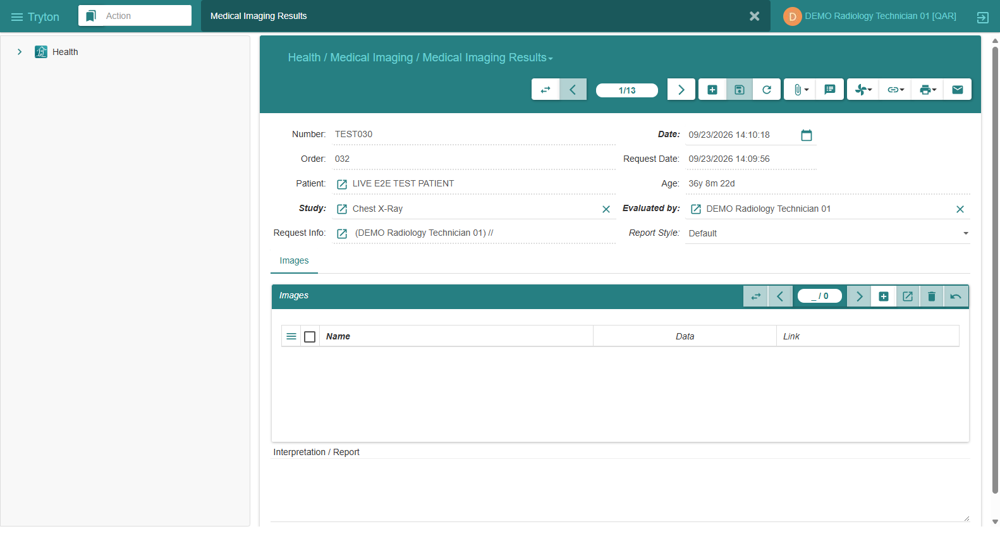 Tryton
Action
Medical Imaging Results
D
DEMO Radiology Technician 01 [QAR]
Health
Health / Medical Imaging / Medical Imaging Results
1/13
Number: TEST030
Date: 09/23/2026 14:10:18
Order: 032
Request Date: 09/23/2026 14:09:56
Patient: LIVE E2E TEST PATIENT
Age: 36y 8m 22d
Study: Chest X-Ray
Evaluated by: DEMO Radiology Technician 01
Request Info: (DEMO Radiology Technician 01) //
Report Style: Default
Images
Images
_ / 0
Name Data Link
Interpretation / Report